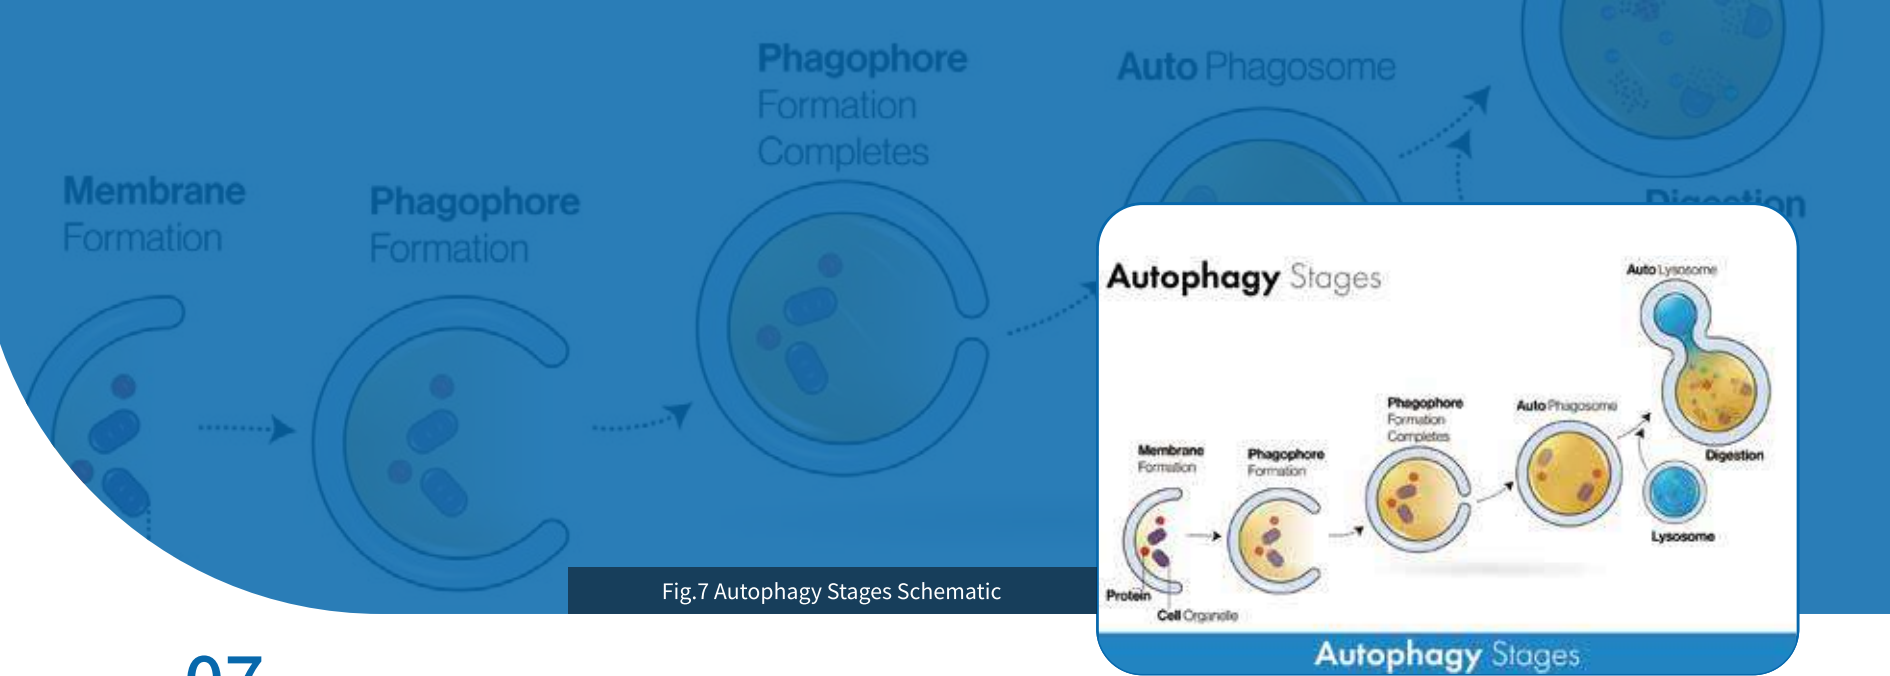 Phagophore
Formation
Completes
Auto Phagosome
Membrane
Formation
Phagophore
Formation
Digestion
Autophagy Stages
Auto Lysosome
Phagophore
Formation
Completes
Auto Phagosome
Membrane
Formation
Phagophore
Formation
Digestion
Lysosome
Protein
Cell Organelle
Fig.7 Autophagy Stages Schematic
Autophagy Stages
07